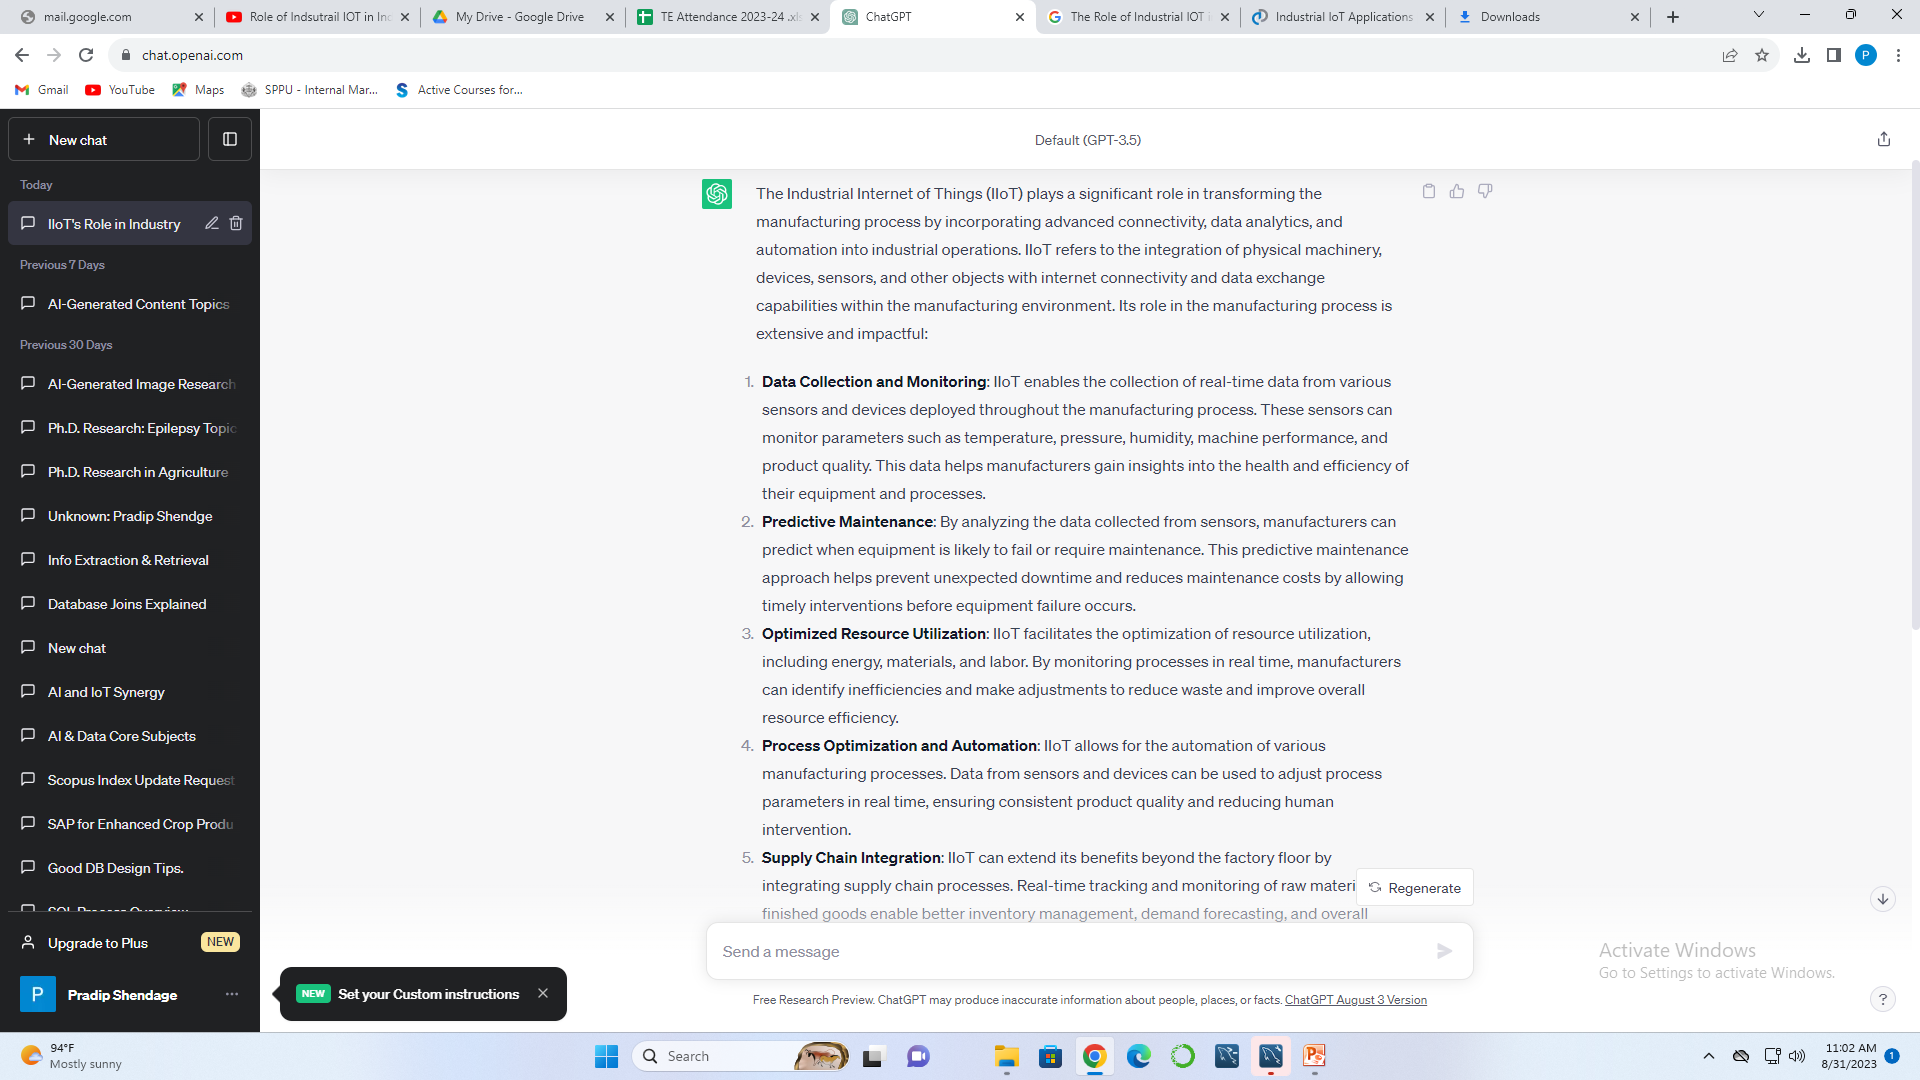 mail.google.com
Role of Indsutrail IOT in Inc
My Drive - Google Drive
TE Attendance 2023-24 .xls
ChatGPT
The Role of Industrial IOT i
Industrial IoT Applications
Downloads
chat.openai.com
P
Gmail
YouTube
Maps
SPPU - Internal Mar...
Active Courses for...
New chat
Default (GPT-3.5)
Today
IIoT's Role in Industry
Previous 7 Days
AI-Generated Content Topics
Previous 30 Days
AI-Generated Image Research
Ph.D. Research: Epilepsy Topic
Ph.D. Research in Agriculture
Unknown: Pradip Shendge
Info Extraction & Retrieval
Database Joins Explained
New chat
AI and IoT Synergy
AI & Data Core Subjects
Scopus Index Update Request
SAP for Enhanced Crop Produ
Good DB Design Tips.
SQL Process Overview
Upgrade to Plus
NEW
P
Pradip Shendage
...
The Industrial Internet of Things (IIoT) plays a significant role in transforming the
manufacturing process by incorporating advanced connectivity, data analytics, and
automation into industrial operations. IIoT refers to the integration of physical machinery,
devices, sensors, and other objects with internet connectivity and data exchange
capabilities within the manufacturing environment. Its role in the manufacturing process is
extensive and impactful:
1. Data Collection and Monitoring: IIoT enables the collection of real-time data from various
sensors and devices deployed throughout the manufacturing process. These sensors can
monitor parameters such as temperature, pressure, humidity, machine performance, and
product quality. This data helps manufacturers gain insights into the health and efficiency of
their equipment and processes.
2. Predictive Maintenance: By analyzing the data collected from sensors, manufacturers can
predict when equipment is likely to fail or require maintenance. This predictive maintenance
approach helps prevent unexpected downtime and reduces maintenance costs by allowing
timely interventions before equipment failure occurs.
3. Optimized Resource Utilization: IIoT facilitates the optimization of resource utilization,
including energy, materials, and labor. By monitoring processes in real time, manufacturers
can identify inefficiencies and make adjustments to reduce waste and improve overall
resource efficiency.
4. Process Optimization and Automation: IIoT allows for the automation of various
manufacturing processes. Data from sensors and devices can be used to adjust process
parameters in real time, ensuring consistent product quality and reducing human
intervention.
5. Supply Chain Integration: IIoT can extend its benefits beyond the factory floor by
integrating supply chain processes. Real-time tracking and monitoring of raw materi
finished goods enable better inventory management, demand forecasting, and overall
Regenerate
Send a message
NEW Set your Custom instructions
Free Research Preview. ChatGPT may produce inaccurate information about people, places, or facts. ChatGPT August 3 Version
Activate Windows
Go to Settings to activate Windows.
?
94°F
Mostly sunny
Search
11:02 AM
8/31/2023
1